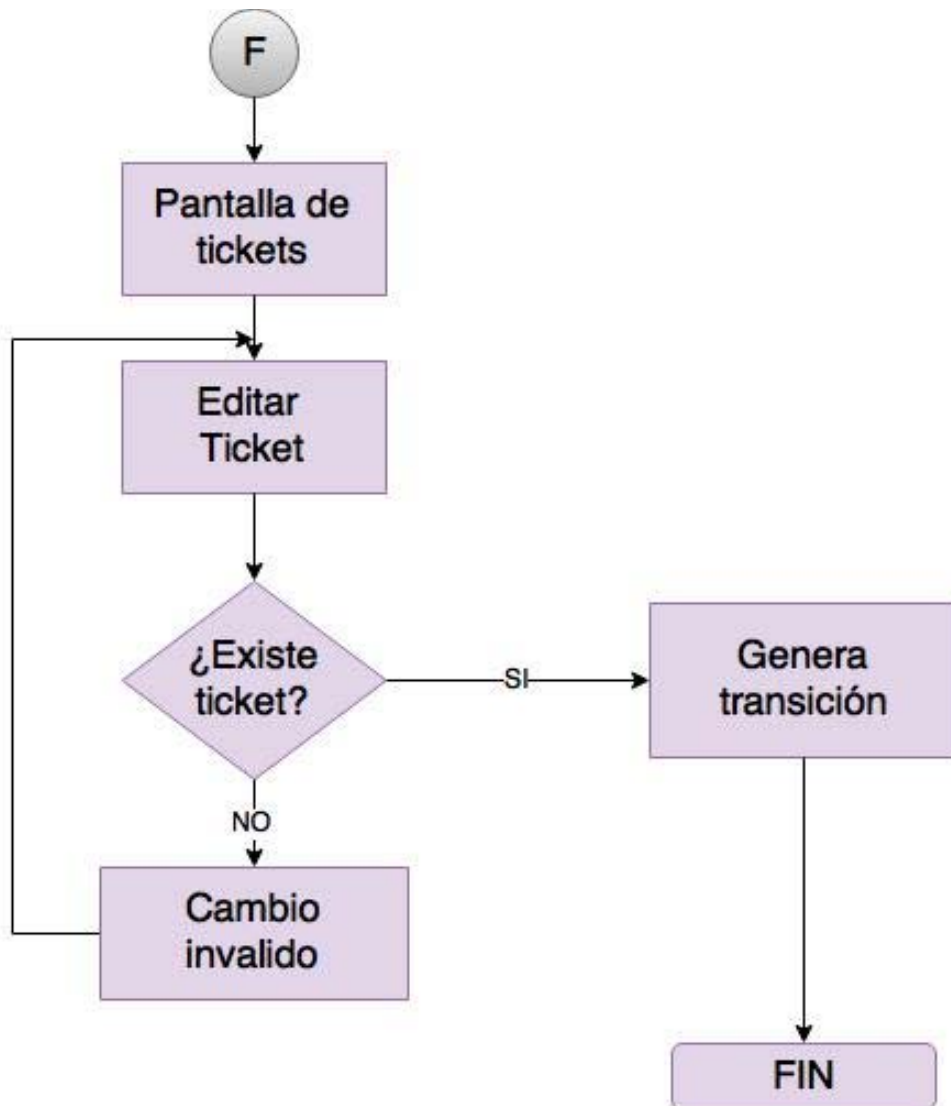 F
Pantalla de
tickets
Editar
Ticket
¿Existe
ticket?
SI
Genera
transición
NO
Cambio
invalido
FIN